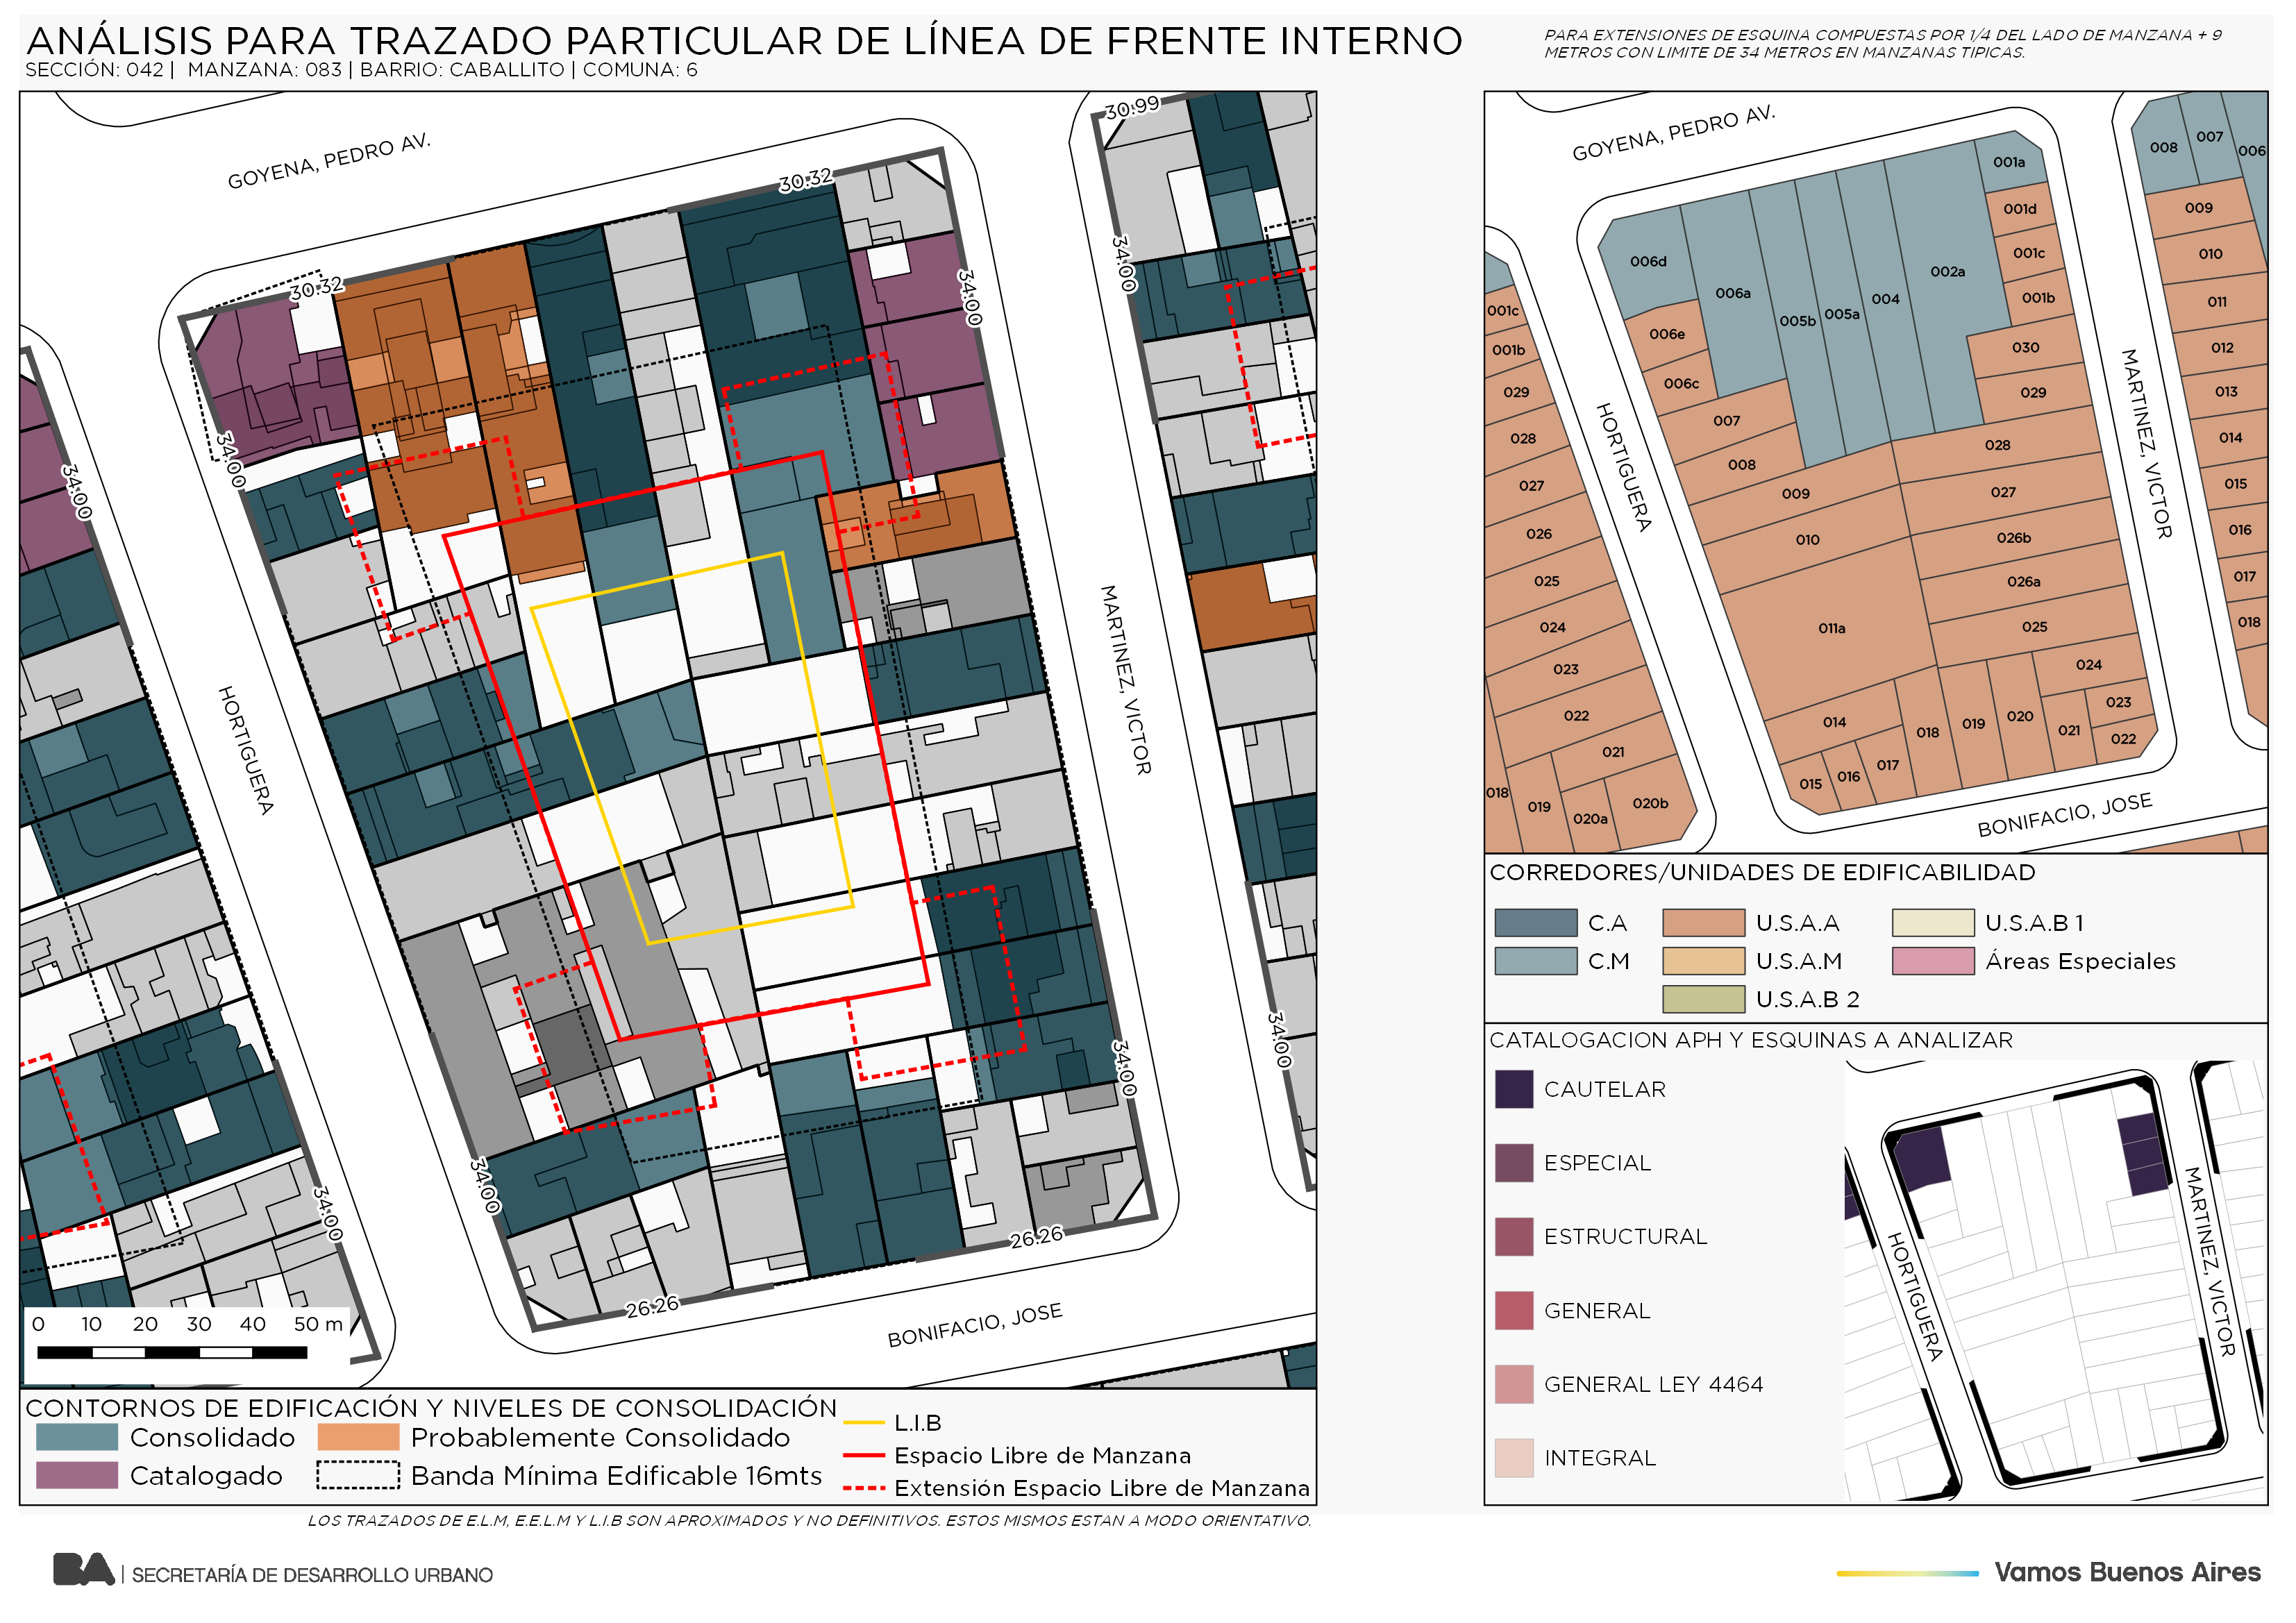 ANÁLISIS PARA TRAZADO PARTICULAR DE LÍNEA DE FRENTE INTERNO
SECCIÓN: 042 | MANZANA: 083 | BARRIO: CABALLITO | COMUNA: 6
PARA EXTENSIONES DE ESQUINA COMPUESTAS POR 1/4 DEL LADO DE MANZANA + 9
METROS CON LIMITE DE 34 METROS EN MANZANAS TIPICAS.
GOYENA, PEDRO AV.
30.99
30.32
30.32
34.00
34.00
34.00
34.00
HORTIGUERA
MARTINEZ, VICTOR
34.00
34.00
34.00
34.00
26.26
26.26
BONIFACIO, JOSE
0 10 20 30 40 50 m
GOYENA, PEDRO AV.
HORTIGUERA
MARTINEZ, VICTOR
BONIFACIO, JOSE
001a
001d
001c
001b
002a
004
005a
005b
006a
006d
006e
006c
007
008
009
010
011a
014
015
016
017
018
019
020
021
022
023
024
025
026a
026b
027
028
029
030
001c
001b
029
028
027
026
025
024
023
022
021
018
019
020a
020b
008
007
006
009
010
011
012
013
014
015
016
017
018
CORREDORES/UNIDADES DE EDIFICABILIDAD
C.A
U.S.A.A
U.S.A.B 1
C.M
U.S.A.M
Áreas Especiales
U.S.A.B 2
CATALOGACION APH Y ESQUINAS A ANALIZAR
CAUTELAR
ESPECIAL
ESTRUCTURAL
GENERAL
GENERAL LEY 4464
INTEGRAL
HORTIGUERA
MARTINEZ, VICTOR
CONTORNOS DE EDIFICACIÓN Y NIVELES DE CONSOLIDACIÓN
Consolidado
Probablemente Consolidado
Catalogado
Banda Mínima Edificable 16mts
L.I.B
Espacio Libre de Manzana
Extensión Espacio Libre de Manzana
LOS TRAZADOS DE E.L.M, E.E.L.M Y L.I.B SON APROXIMADOS Y NO DEFINITIVOS. ESTOS MISMOS ESTAN A MODO ORIENTATIVO.
BA | SECRETARÍA DE DESARROLLO URBANO
Vamos Buenos Aires